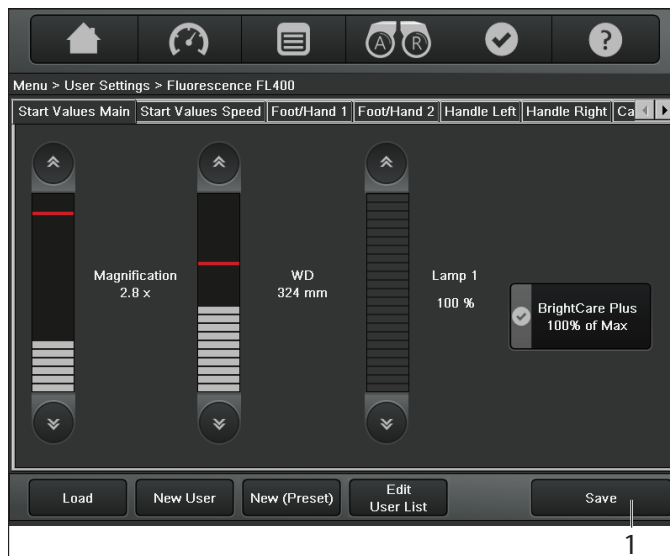 A R ?
Menu > User Settings > Fluorescence FL400
Start Values Main Start Values Speed Foot/Hand 1 Foot/Hand 2 Handle Left Handle Right Ca
Magnification
2.8 x
WD
324 mm
Lamp 1
100 %
BrightCare Plus
100% of Max
Load New User New (Preset) Edit
User List Save
1